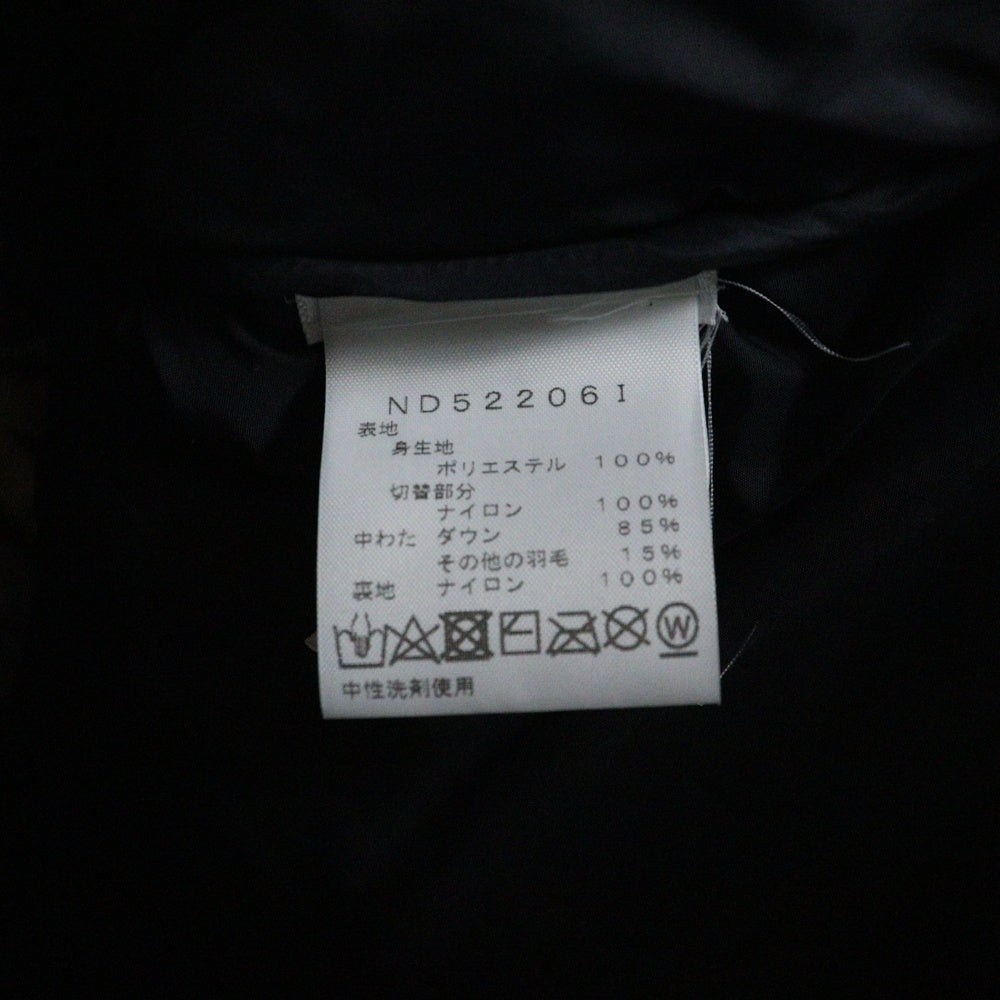 ND52206I
表地
身生地
ポリエステル 100%
切替部分
ナイロン 100%
中わた ダウン 85%
その他の羽毛 15%
裏地 ナイロン 100%
W
中性洗剤使用